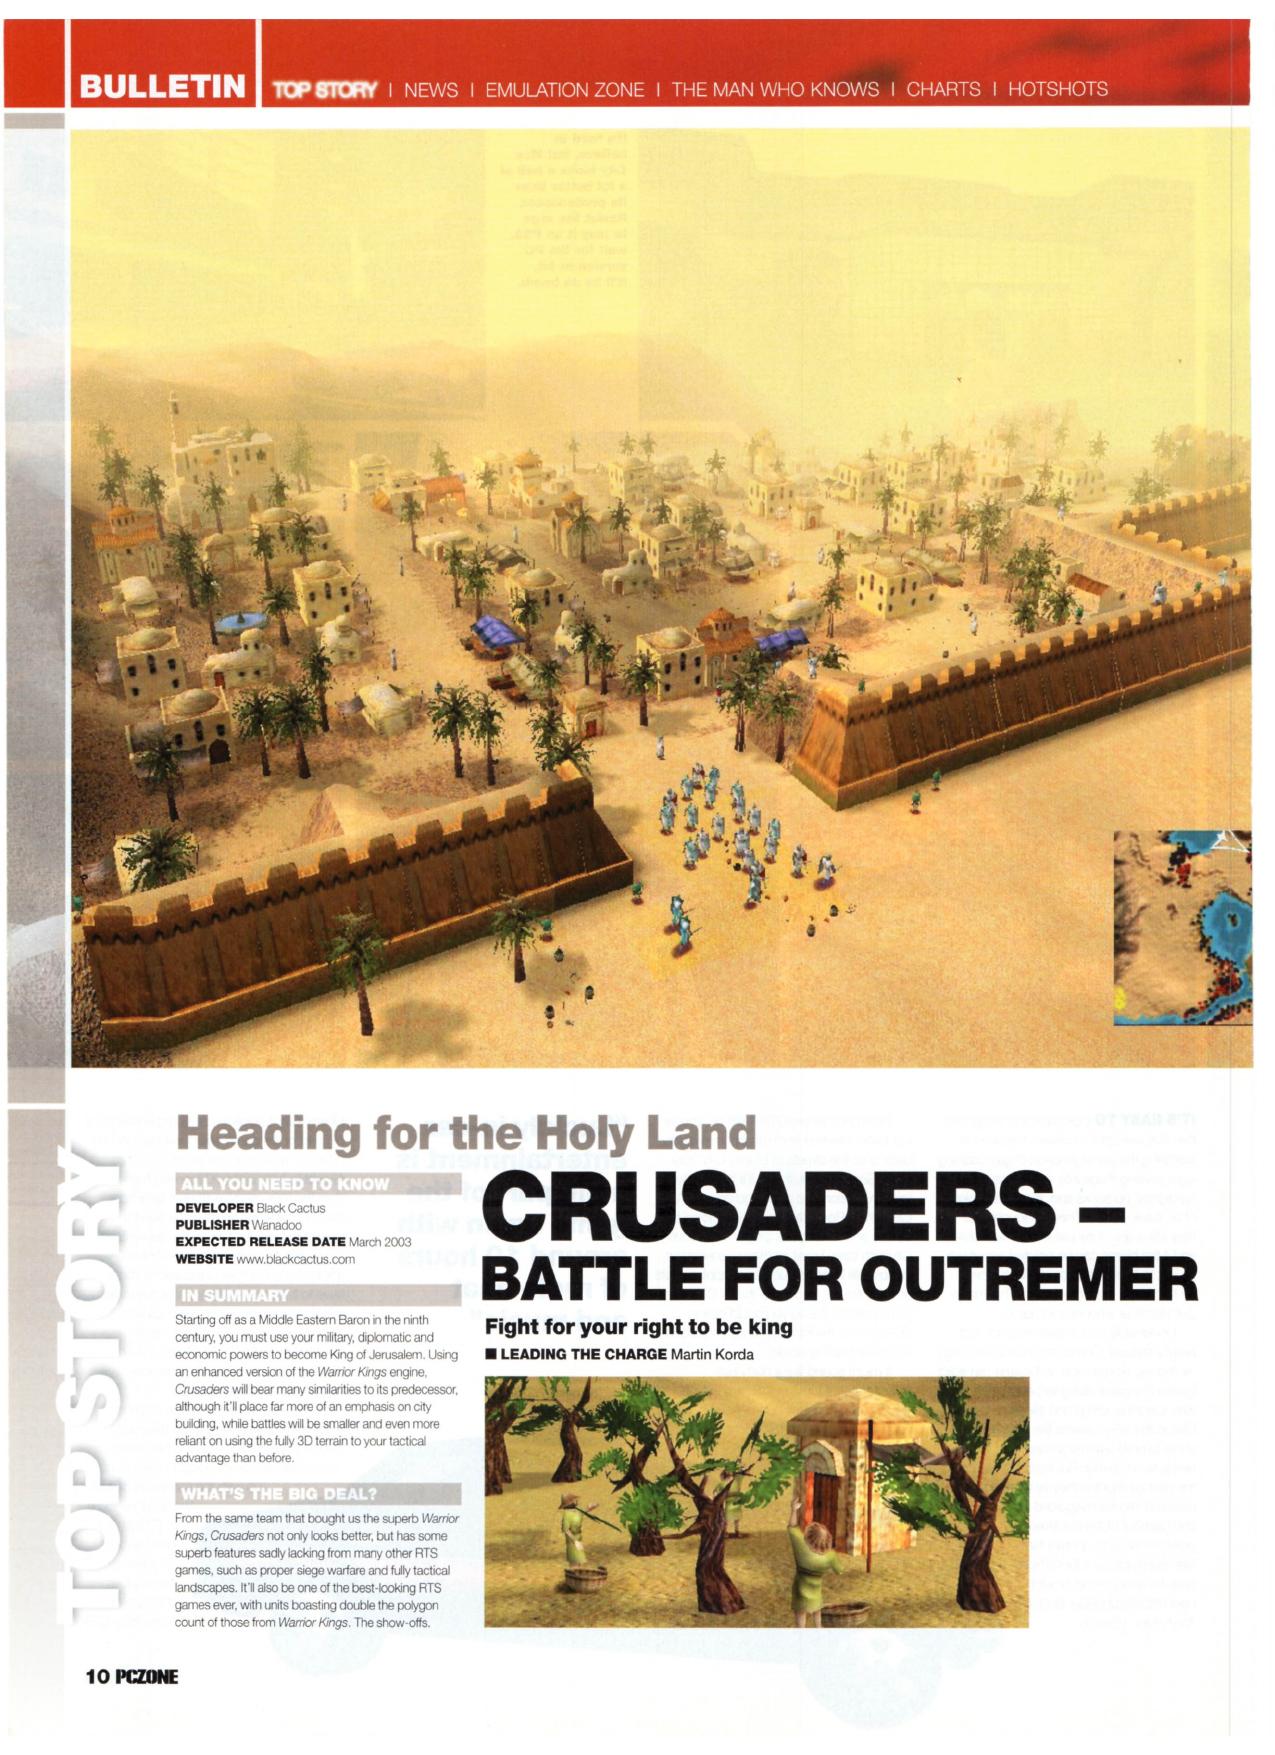 BULLETIN
TOP STORY | NEWS | EMULATION ZONE | THE MAN WHO KNOWS | CHARTS | HOTSHOTS
TOP STORY
Heading for the Holy Land
ALL YOU NEED TO KNOW
DEVELOPER Black Cactus
PUBLISHER Wanadoo
EXPECTED RELEASE DATE March 2003
WEBSITE www.blackcactus.com
IN SUMMARY
Starting off as a Middle Eastern Baron in the ninth
century, you must use your military, diplomatic and
economic powers to become King of Jerusalem. Using
an enhanced version of the Warrior Kings engine,
Crusaders will bear many similarities to its predecessor,
although it'll place far more of an emphasis on city
building, while battles will be smaller and even more
reliant on using the fully 3D terrain to your tactical
advantage than before.
WHAT'S THE BIG DEAL?
From the same team that bought us the superb Warrior
Kings, Crusaders not only looks better, but has some
superb features sadly lacking from many other RTS
games, such as proper siege warfare and fully tactical
landscapes. It'll also be one of the best-looking RTS
games ever, with units boasting double the polygon
count of those from Warrior Kings. The show-offs.
CRUSADERS –
BATTLE FOR OUTREMER
Fight for your right to be king
■ LEADING THE CHARGE Martin Korda
10 PCZONE